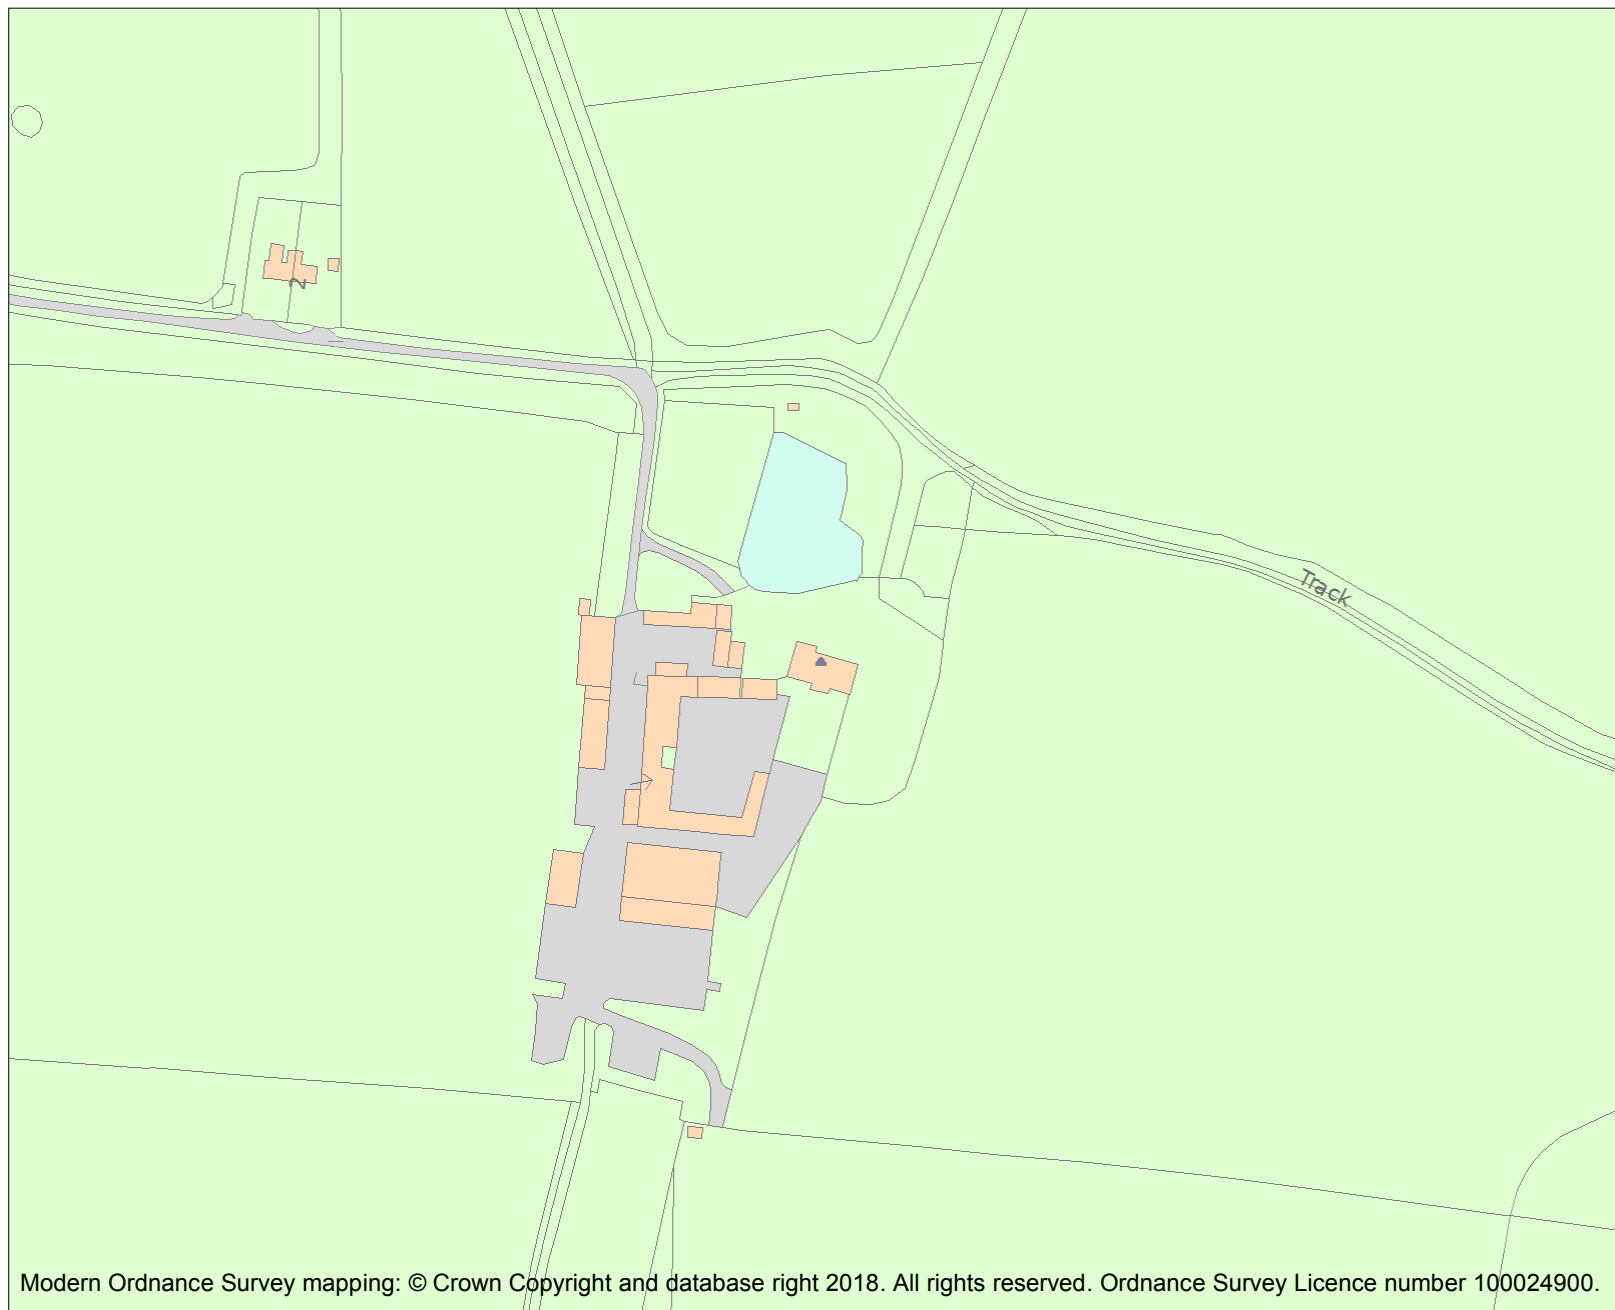 2
Track
Modern Ordnance Survey mapping: © Crown Copyright and database right 2018. All rights reserved. Ordnance Survey Licence number 100024900.